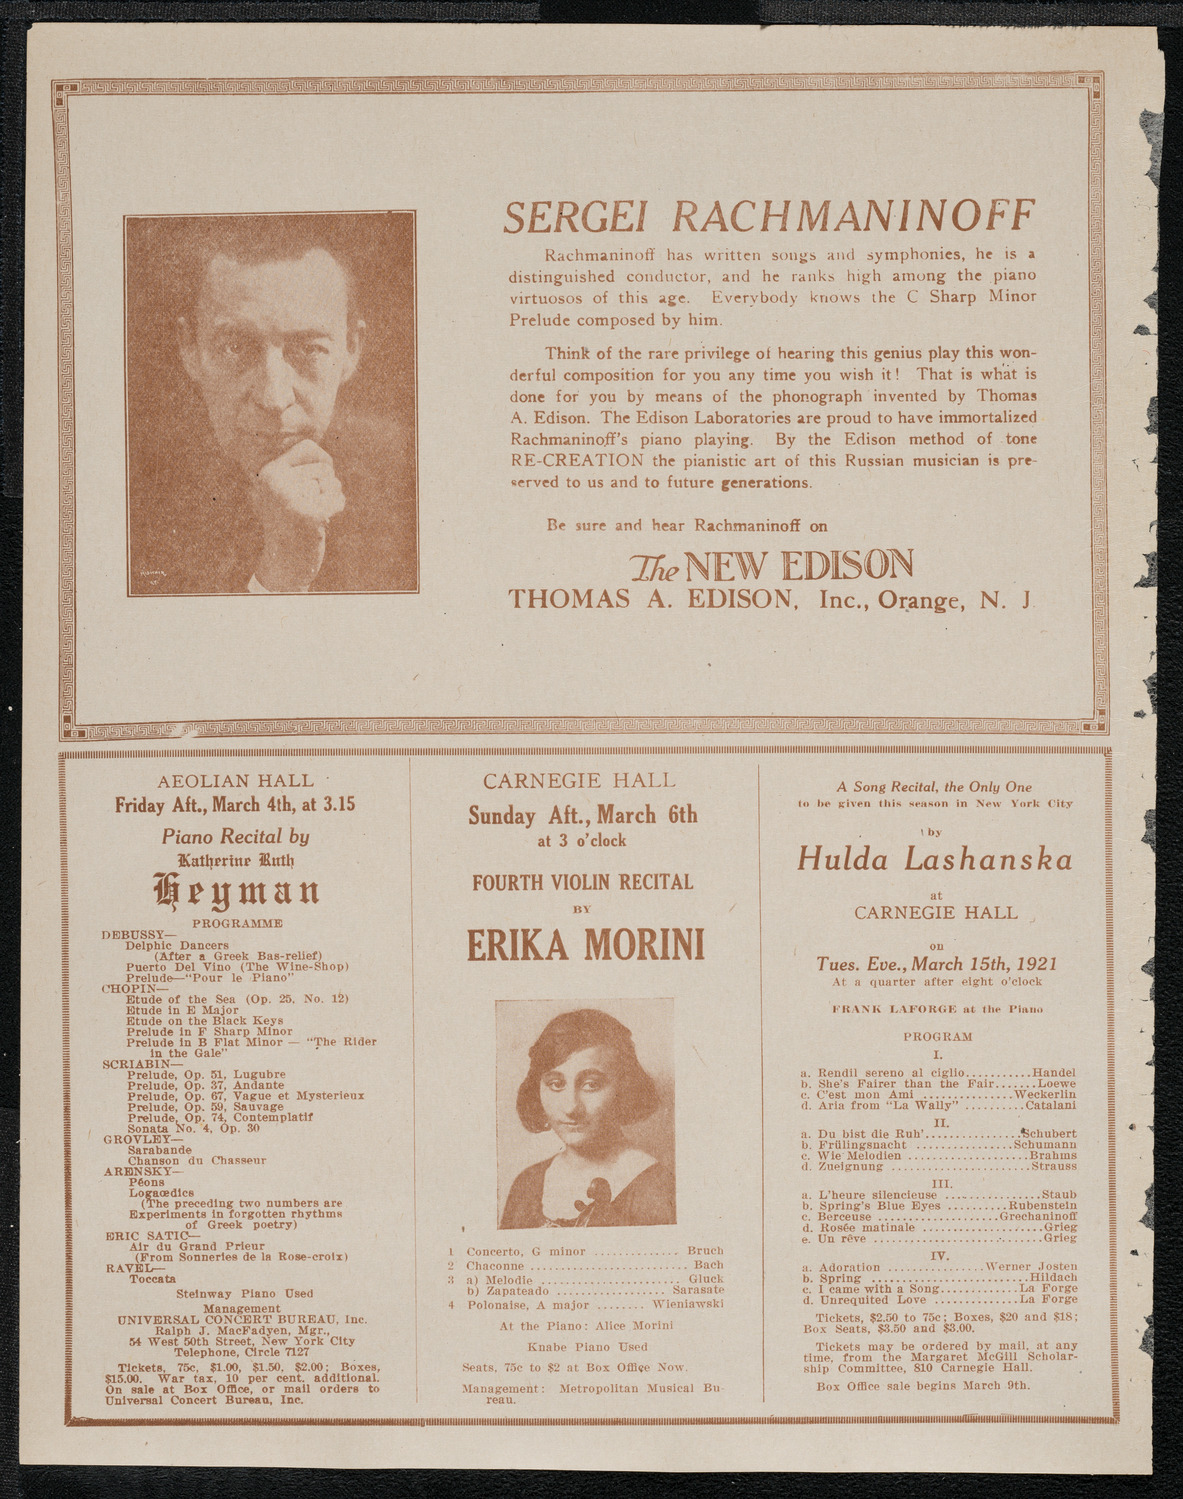 SERGEI RACHMANINOFF
Rachmaninoff has written songs and symphonies, he is a
distinguished conductor, and he ranks high among the piano
virtuosos of this age. Everybody knows the C Sharp Minor
Prelude composed by him.
Think of the rare privilege of hearing this genius play this won-
derful composition for you any time you wish it! That is what is
done for you by means of the phonograph invented by Thomas
A. Edison. The Edison Laboratories are proud to have immortalized
Rachmaninoff's piano playing. By the Edison method of tone
RE-CREATION the pianistic art of this Russian musician is pre-
served to us and to future generations.
Be sure and hear Rachmaninoff on
The NEW EDISON
THOMAS A. EDISON, Inc., Orange, N. J
AEOLIAN HALL
Friday Aft., March 4th, at 3.15
Piano Recital by
Katherine Ruth
Heyman
PROGRAMME
DEBUSSY—
Delphic Dancers
(After a Greek Bas-relief)
Puerto Del Vino (The Wine-Shop)
Prelude—"Pour le Piano"
CHOPIN—
Etude of the Sea (Op. 25, No. 12)
Etude in E Major
Etude on the Black Keys
Prelude in F Sharp Minor
Prelude in B Flat Minor — "The Rider
in the Gale"
SCRIABIN—
Prelude, Op. 51, Lugubre
Prelude, Op. 37, Andante
Prelude, Op. 67, Vague et Mysterieux
Prelude, Op. 59, Sauvage
Prelude, Op. 74, Contemplatif
Sonata No. 4, Op. 30
GROVLEY—
Sarabande
Chanson du Chasseur
ARENSKY—
Péons
Logaœdics
(The preceding two numbers are
Experiments in forgotten rhythms
of Greek poetry)
ERIC SATIC—
Air du Grand Prieur
(From Sonneries de la Rose-croix)
RAVEL—
Toccata
Steinway Piano Used
Management
UNIVERSAL CONCERT BUREAU, Inc.
Ralph J. MacFadyen, Mgr.,
54 West 50th Street, New York City
Telephone, Circle 7127
Tickets, 75c, $1.00, $1.50, $2.00; Boxes,
$15.00. War tax, 10 per cent. additional.
On sale at Box Office, or mail orders to
Universal Concert Bureau, Inc.
CARNEGIE HALL
Sunday Aft., March 6th
at 3 o'clock
FOURTH VIOLIN RECITAL
BY
ERIKA MORINI
1 Concerto, G minor .............. Bruch
2 Chaconne .......................... Bach
3 a) Melodie ....................... Gluck
b) Zapateado .................. Sarasate
4 Polonaise, A major ........ Wieniawski
At the Piano: Alice Morini
Knabe Piano Used
Seats, 75c to $2 at Box Office Now.
Management: Metropolitan Musical Bu-
reau.
A Song Recital, the Only One
to be given this season in New York City
by
Hulda Lashanska
at
CARNEGIE HALL
on
Tues. Eve., March 15th, 1921
At a quarter after eight o'clock
FRANK LAFORGE at the Piano
PROGRAM
I.
a. Rendil sereno al ciglio...........Handel
b. She's Fairer than the Fair.......Loewe
c. C'est mon Ami ...............Weckerlin
d. Aria from "La Wally" ..........Catalani
II.
a. Du bist die Ruh'................Schubert
b. Frülingsnacht ................Schumann
c. Wie Melodien ....................Brahms
d. Zueignung .......................Strauss
III.
a. L'heure silencieuse ................Staub
b. Spring's Blue Eyes ..........Rubenstein
c. Berceuse ....................Grechaninoff
d. Rosée matinale ....................Grieg
e. Un rêve ............................Grieg
IV.
a. Adoration ................Werner Josten
b. Spring ..........................Hildach
c. I came with a Song.............La Forge
d. Unrequited Love ..............La Forge
Tickets, $2.50 to 75c; Boxes, $20 and $18;
Box Seats, $3.50 and $3.00.
Tickets may be ordered by mail, at any
time, from the Margaret McGill Scholar-
ship Committee, 810 Carnegie Hall.
Box Office sale begins March 9th.